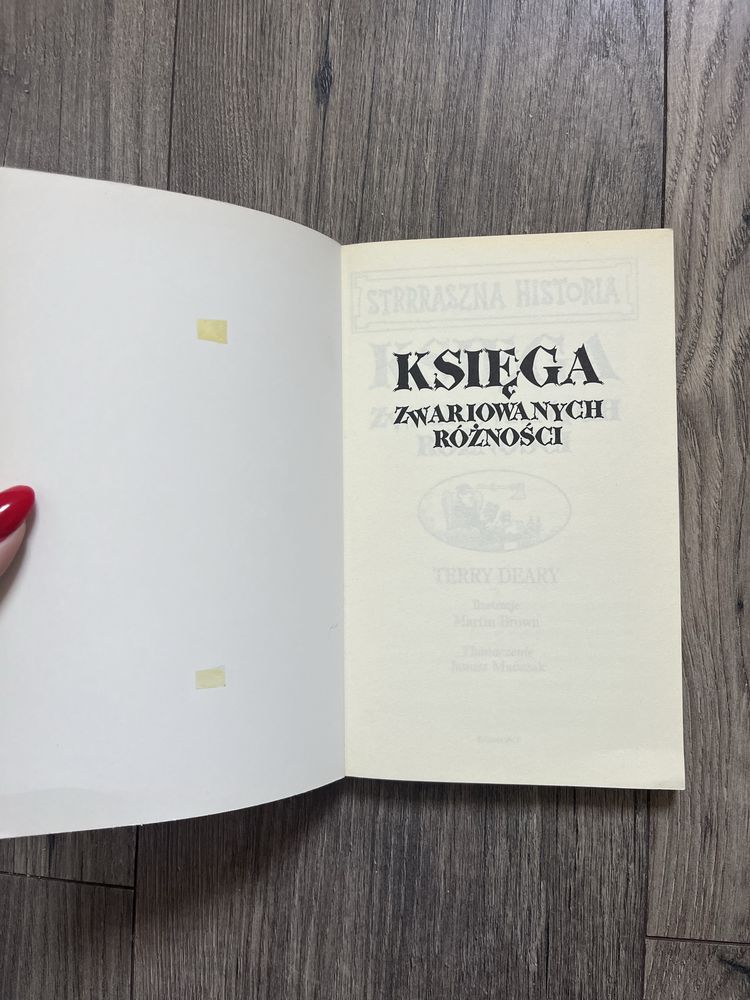 STRRRASZNA HISTORIA
KSIĘGA
ZWARIOWANYCH
RÓŻNOŚCI
TERRY DEARY
Ilustracje
Martin Brown
Tłumaczenie